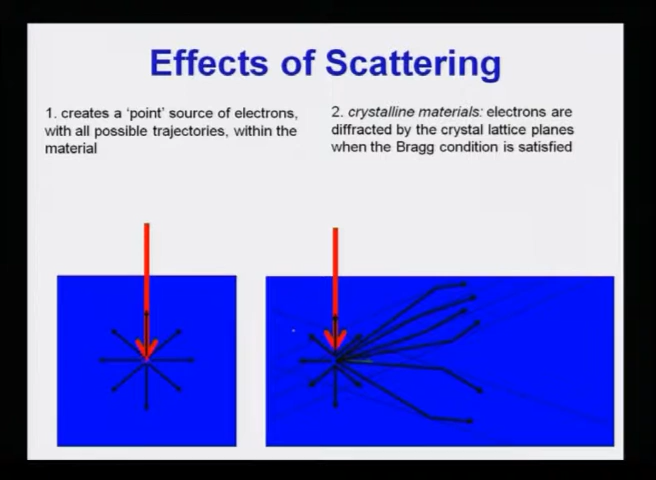 Effects of Scattering
1. creates a 'point' source of electrons,
with all possible trajectories, within the
material
2. crystalline materials: electrons are
diffracted by the crystal lattice planes
when the Bragg condition is satisfied